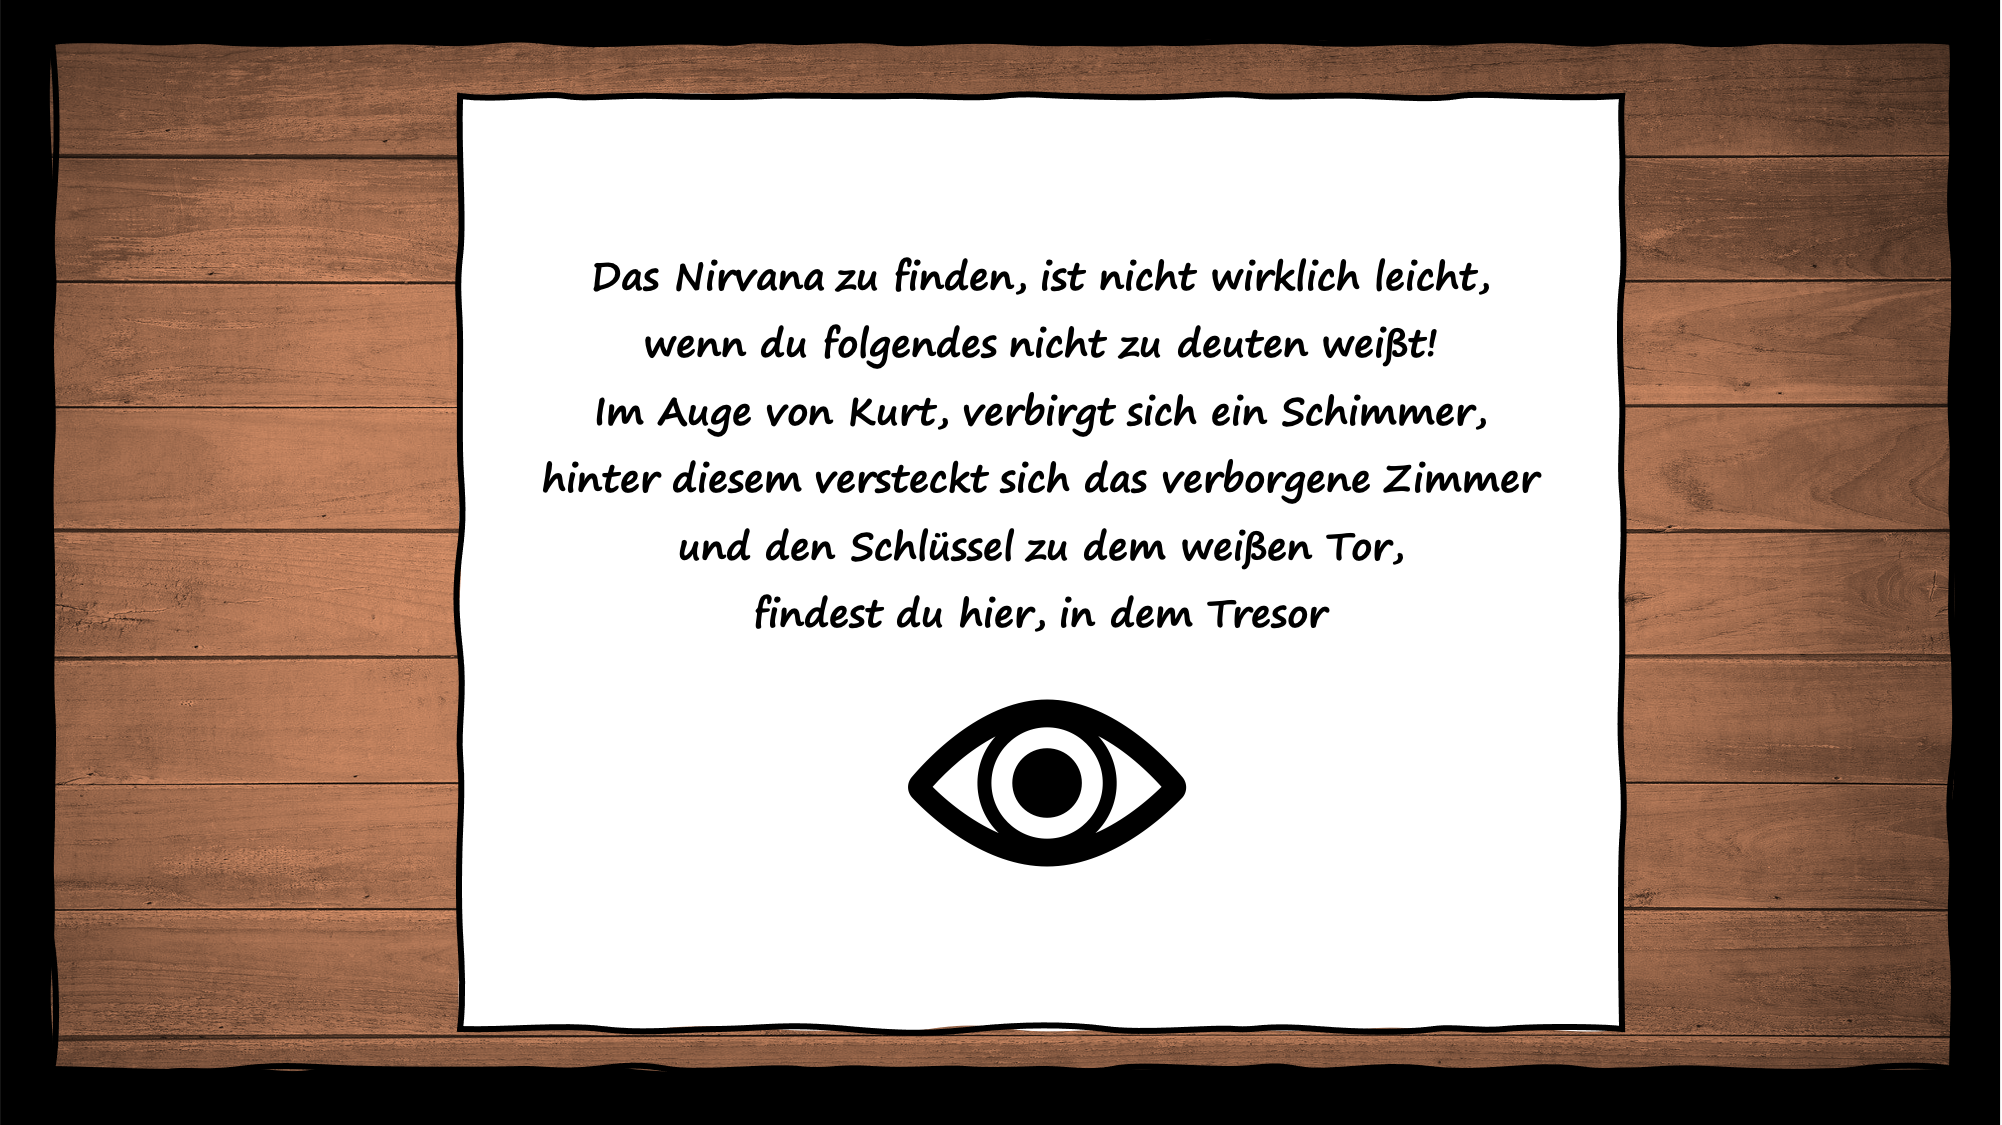 Das Nirvana zu finden, ist nicht wirklich leicht,
wenn du folgendes nicht zu deuten weißt!
Im Auge von Kurt, verbirgt sich ein Schimmer,
hinter diesem versteckt sich das verborgene Zimmer
und den Schlüssel zu dem weißen Tor,
findest du hier, in dem Tresor